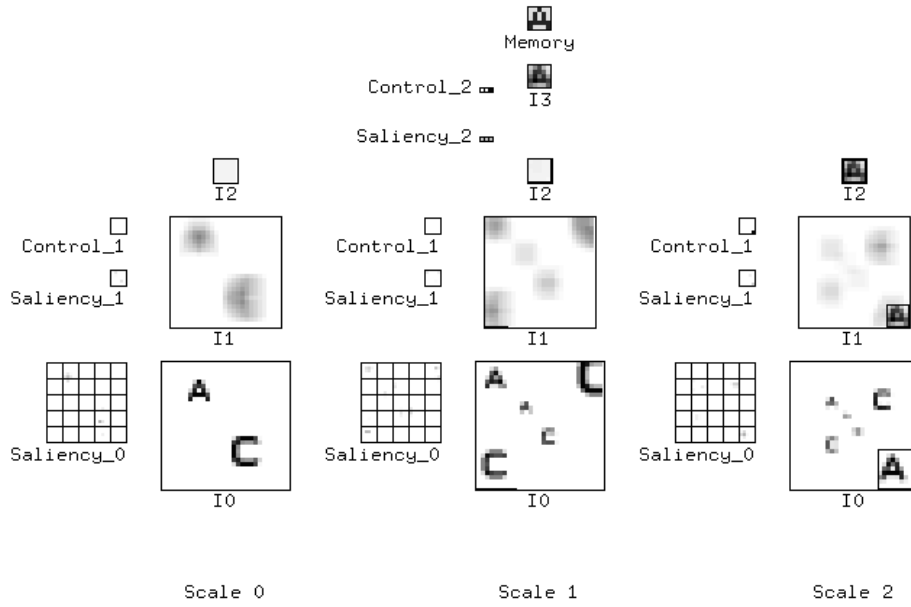 Memory
Control_2
I3
Saliency_2
I2
I2
I2
Control_1
Control_1
Control_1
Saliency_1
Saliency_1
Saliency_1
I1
I1
I1
A
C
A
C
A
C
C
A
C
C
A
Saliency_0
Saliency_0
Saliency_0
I0
I0
I0
Scale 0
Scale 1
Scale 2